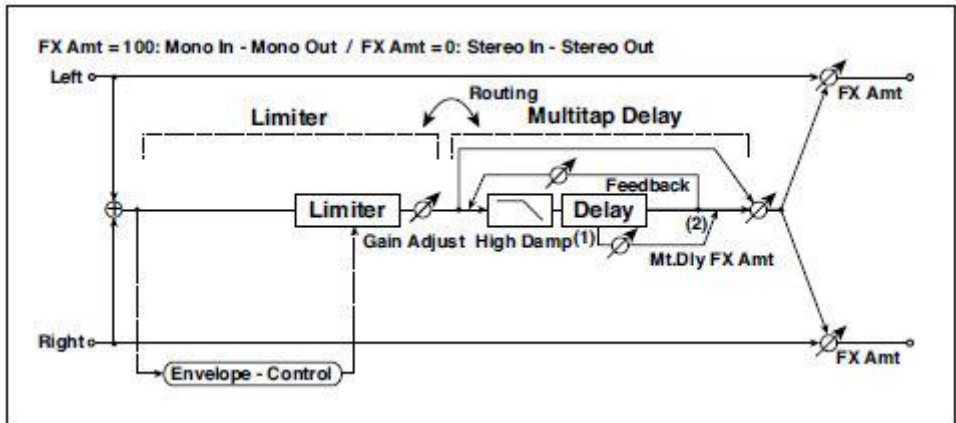 FX Amt = 100: Mono In - Mono Out / FX Amt = 0: Stereo In - Stereo Out
Left
FX Amt
Routing
Limiter
Multitap Delay
Feedback
Limiter
Delay
(2)
Gain Adjust
High Damp
(1)
Mt.Dly FX Amt
Right
FX Amt
Envelope - Control